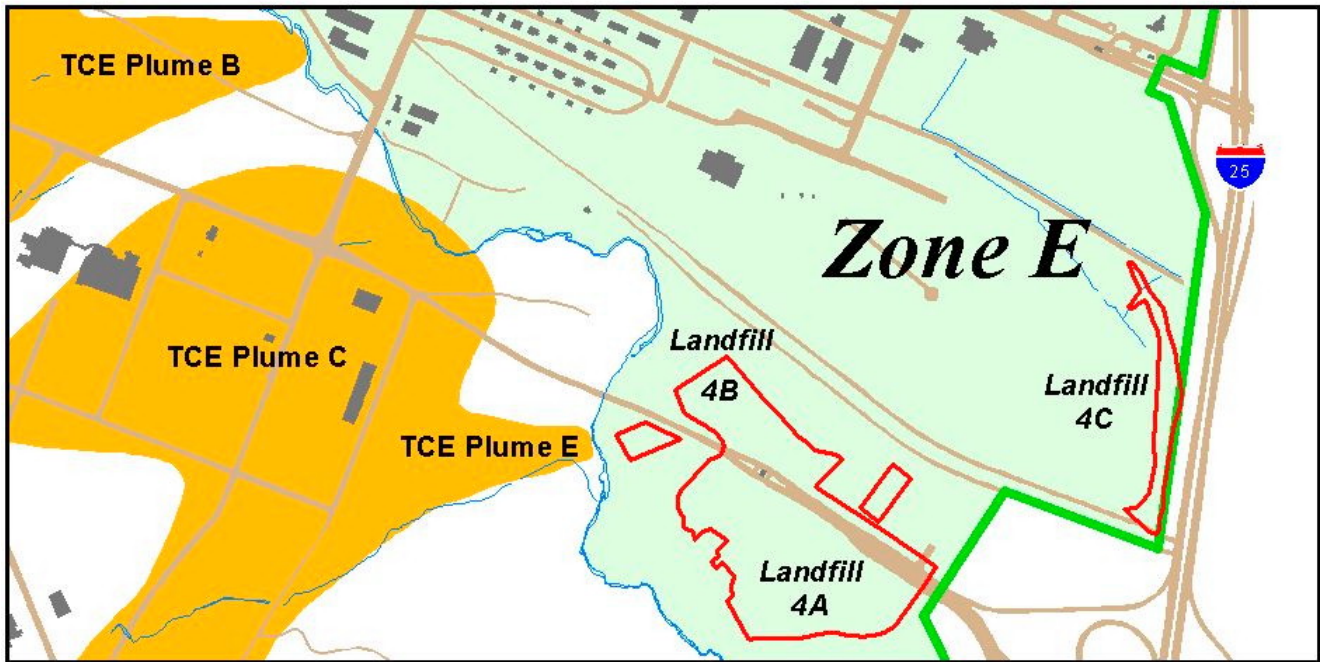 TCE Plume B
25
Zone E
Landfill
4B
TCE Plume C
Landfill
4C
TCE Plume E
Landfill
4A